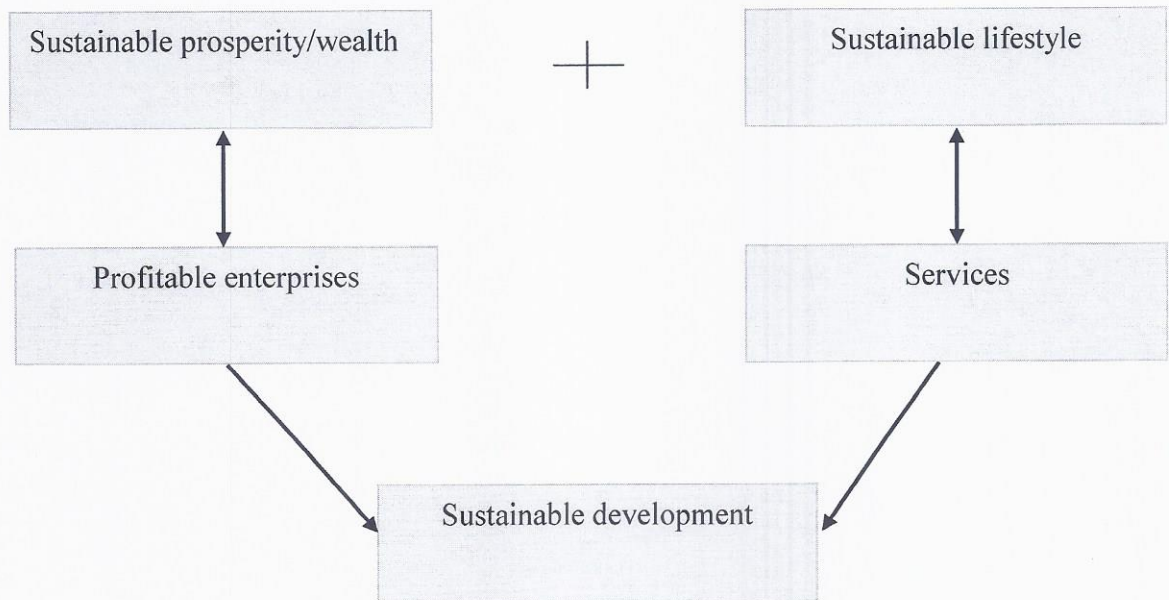 Sustainable prosperity/wealth
Sustainable lifestyle
Profitable enterprises
Services
Sustainable development